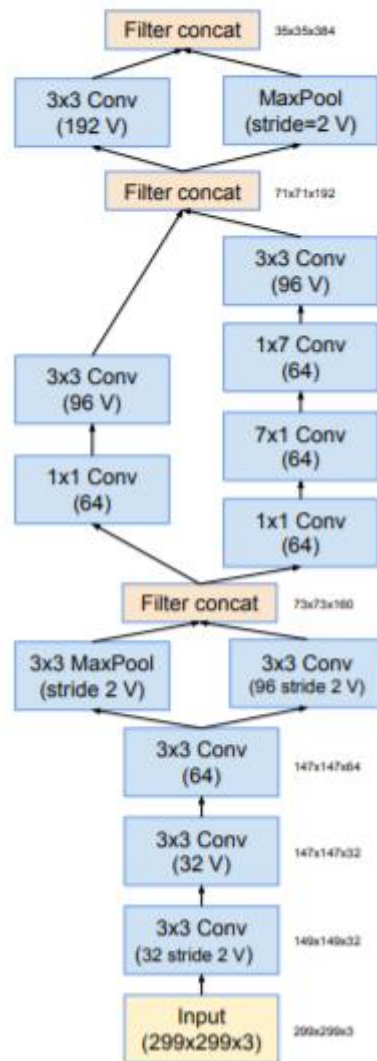 Filter concat
35x35x384
3x3 Conv
(192 V)
MaxPool
(stride=2 V)
Filter concat
71x71x192
3x3 Conv
(96 V)
1x7 Conv
(64)
3x3 Conv
(96 V)
7x1 Conv
(64)
1x1 Conv
(64)
1x1 Conv
(64)
Filter concat
73x73x160
3x3 MaxPool
(stride 2 V)
3x3 Conv
(96 stride 2 V)
3x3 Conv
(64)
147x147x64
3x3 Conv
(32 V)
147x147x32
3x3 Conv
(32 stride 2 V)
149x149x32
Input
(299x299x3)
299x299x3